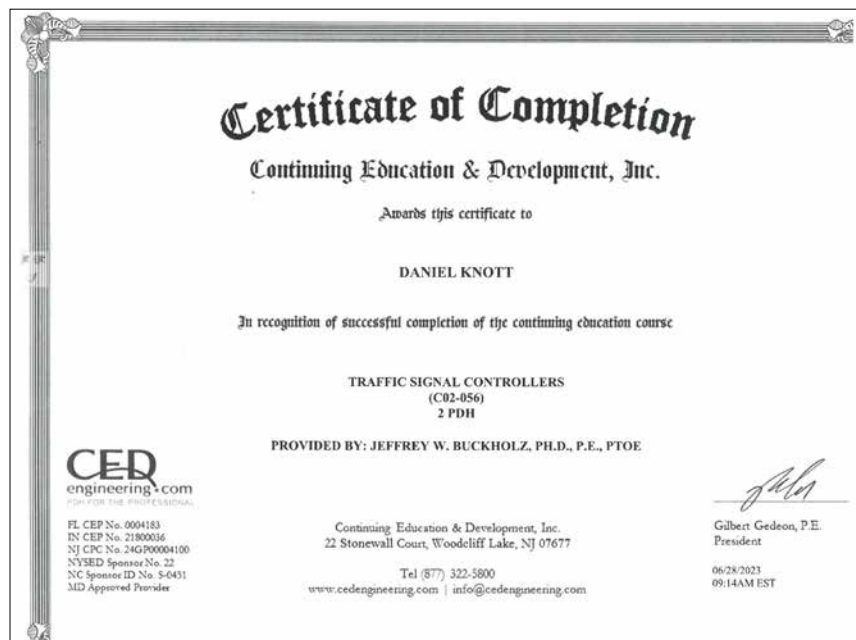 Certificate of Completion
Continuing Education & Development, Inc.
Awards this certificate to
DANIEL KNOTT
In recognition of successful completion of the continuing education course
TRAFFIC SIGNAL CONTROLLERS
(C02-056)
2 PDH
PROVIDED BY: JEFFREY W. BUCKHOLZ, PH.D., P.E., PTOE
CED
engineering.com
PDH FOR THE PROFESSIONAL
FL CEP No. 0004183
IN CEP No. 21800036
NJ CPC No. 24GP00004100
NYSED Sponsor No. 22
NC Sponsor ID No. S-0431
MD Approved Provider
Continuing Education & Development, Inc.
22 Stonewall Court, Woodcliff Lake, NJ 07677
Tel (877) 322-5800
www.cedengineering.com | info@cedengineering.com
Gilbert Gedeon, P.E.
President
06/28/2023
09:14AM EST